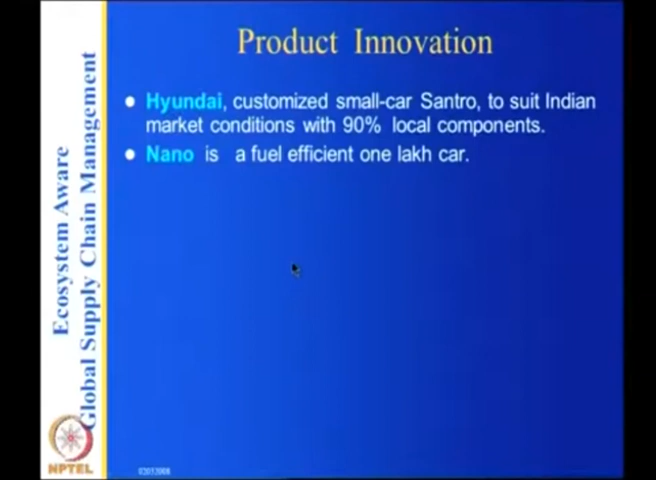 Product Innovation
Hyundai, customized small-car Santro, to suit Indian
market conditions with 90% local components.
Nano is a fuel efficient one lakh car.
Ecosystem Aware
Global Supply Chain Management
NPTEL